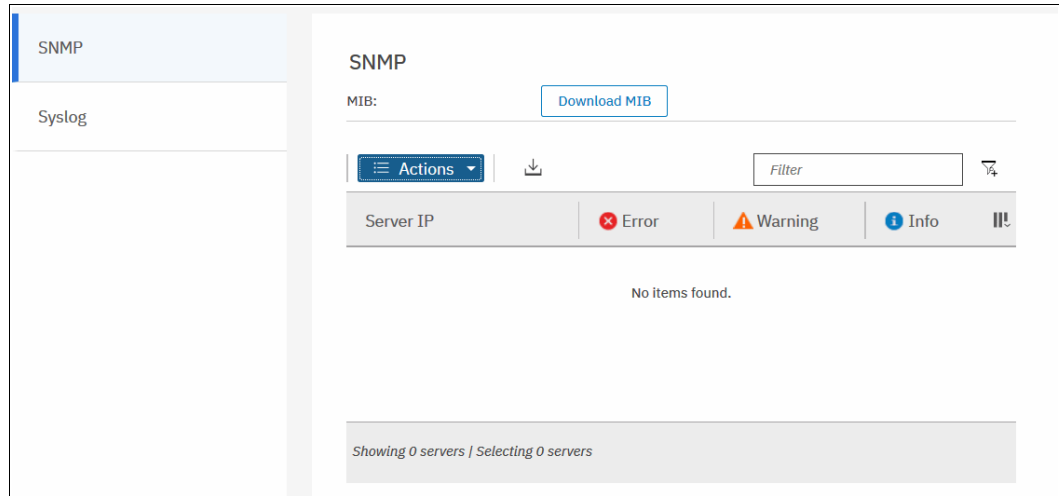 SNMP
Syslog
SNMP
MIB: Download MIB
Actions Filter
Server IP Error Warning Info
No items found.
Showing 0 servers | Selecting 0 servers